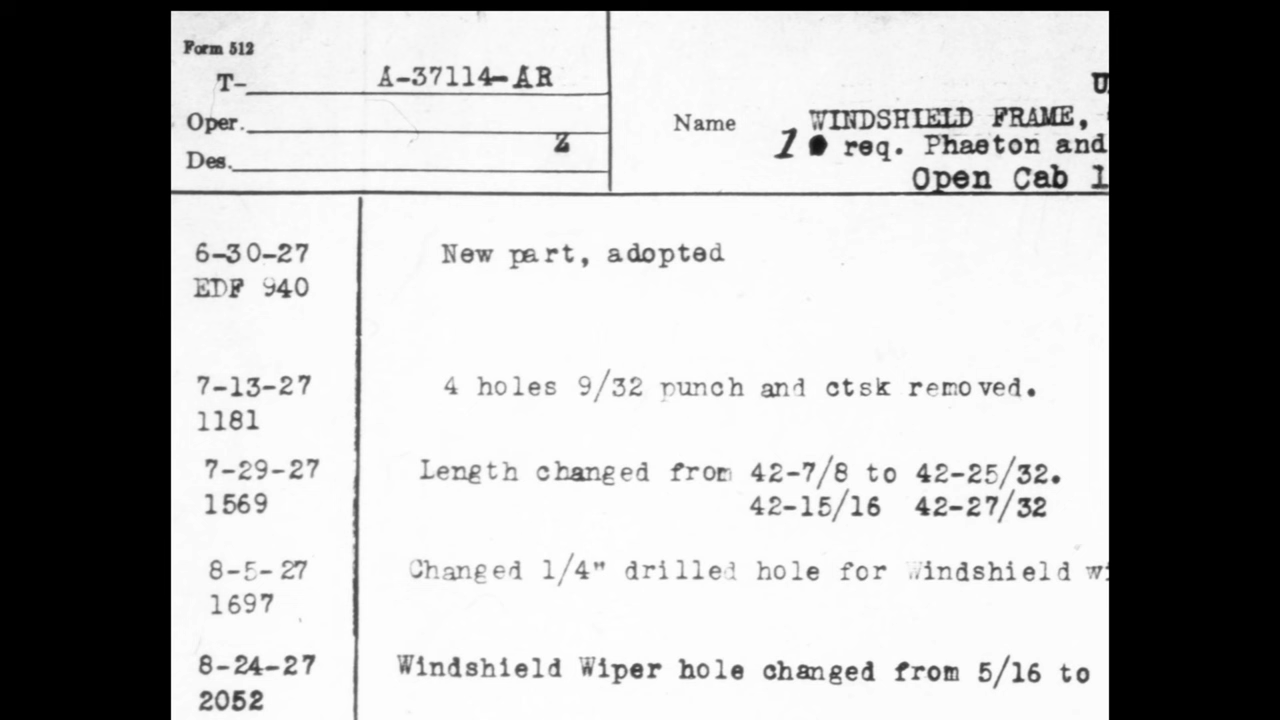 Form 512
T- A-37114-AR
Oper.
Z
Des.
Name WINDSHIELD FRAME,
1 req. Phaeton and
Open Cab
6-30-27 New part, adopted
EDF 940
7-13-27 4 holes 9/32 punch and ctsk removed.
1181
7-29-27 Length changed from 42-7/8 to 42-25/32.
1569 42-15/16 42-27/32
8-5-27 Changed 1/4" drilled hole for Windshield
1697
8-24-27 Windshield Wiper hole changed from 5/16 to
2052